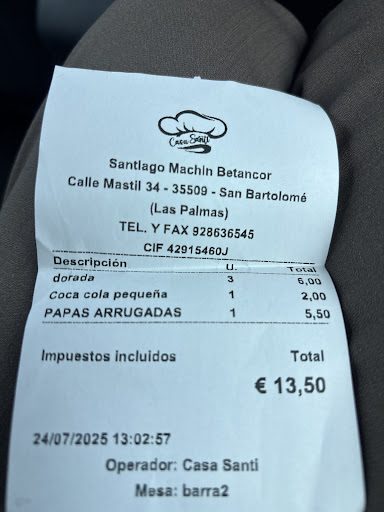 Casa Santi
Santiago Machin Betancor
Calle Mastil 34 - 35509 - San Bartolomé
(Las Palmas)
TEL. Y FAX 928636545
CIF 42915460J
Descripción U. Total
dorada 3 6,00
Coca cola pequeña 1 2,00
PAPAS ARRUGADAS 1 5,50
Impuestos incluidos Total
€ 13,50
24/07/2025 13:02:57
Operador: Casa Santi
Mesa: barra2